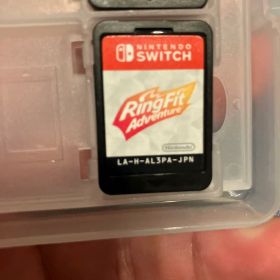 NINTENDO
SWITCH
RingFit
Adventure
Nintendo
LA-H-AL3PA-JPN